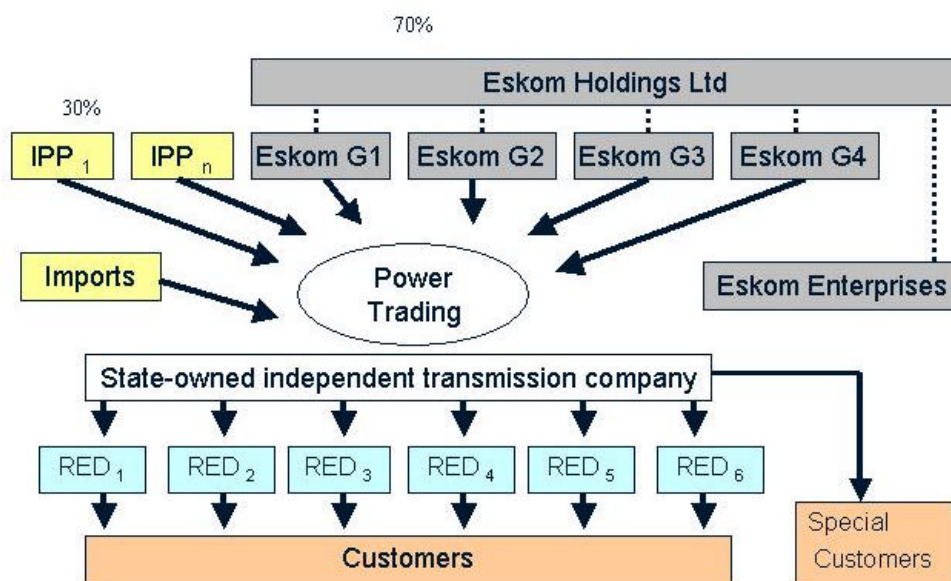 70%
Eskom Holdings Ltd
30%
IPP 1
IPP n
Eskom G1
Eskom G2
Eskom G3
Eskom G4
Imports
Power
Trading
Eskom Enterprises
State-owned independent transmission company
RED 1
RED 2
RED 3
RED 4
RED 5
RED 6
Customers
Special
Customers